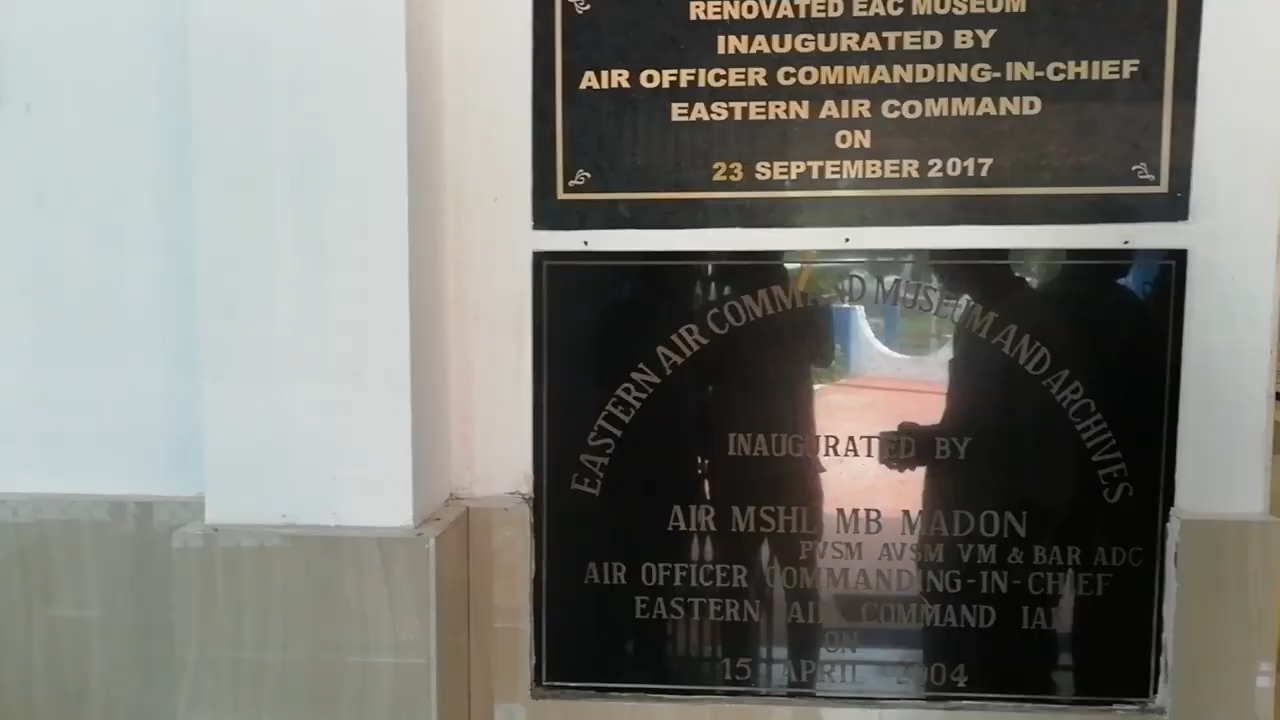 RENOVATED EAC MUSEUM
INAUGURATED BY
AIR OFFICER COMMANDING-IN-CHIEF
EASTERN AIR COMMAND
ON
23 SEPTEMBER 2017
EASTERN AIR COMMAND MUSEUM AND ARCHIVES
INAUGURATED BY
AIR MSHL MB MADON
PVSM AVSM VM & BAR ADC
AIR OFFICER COMMANDING-IN-CHIEF
EASTERN AIR COMMAND IAF
ON
15 APRIL 2004